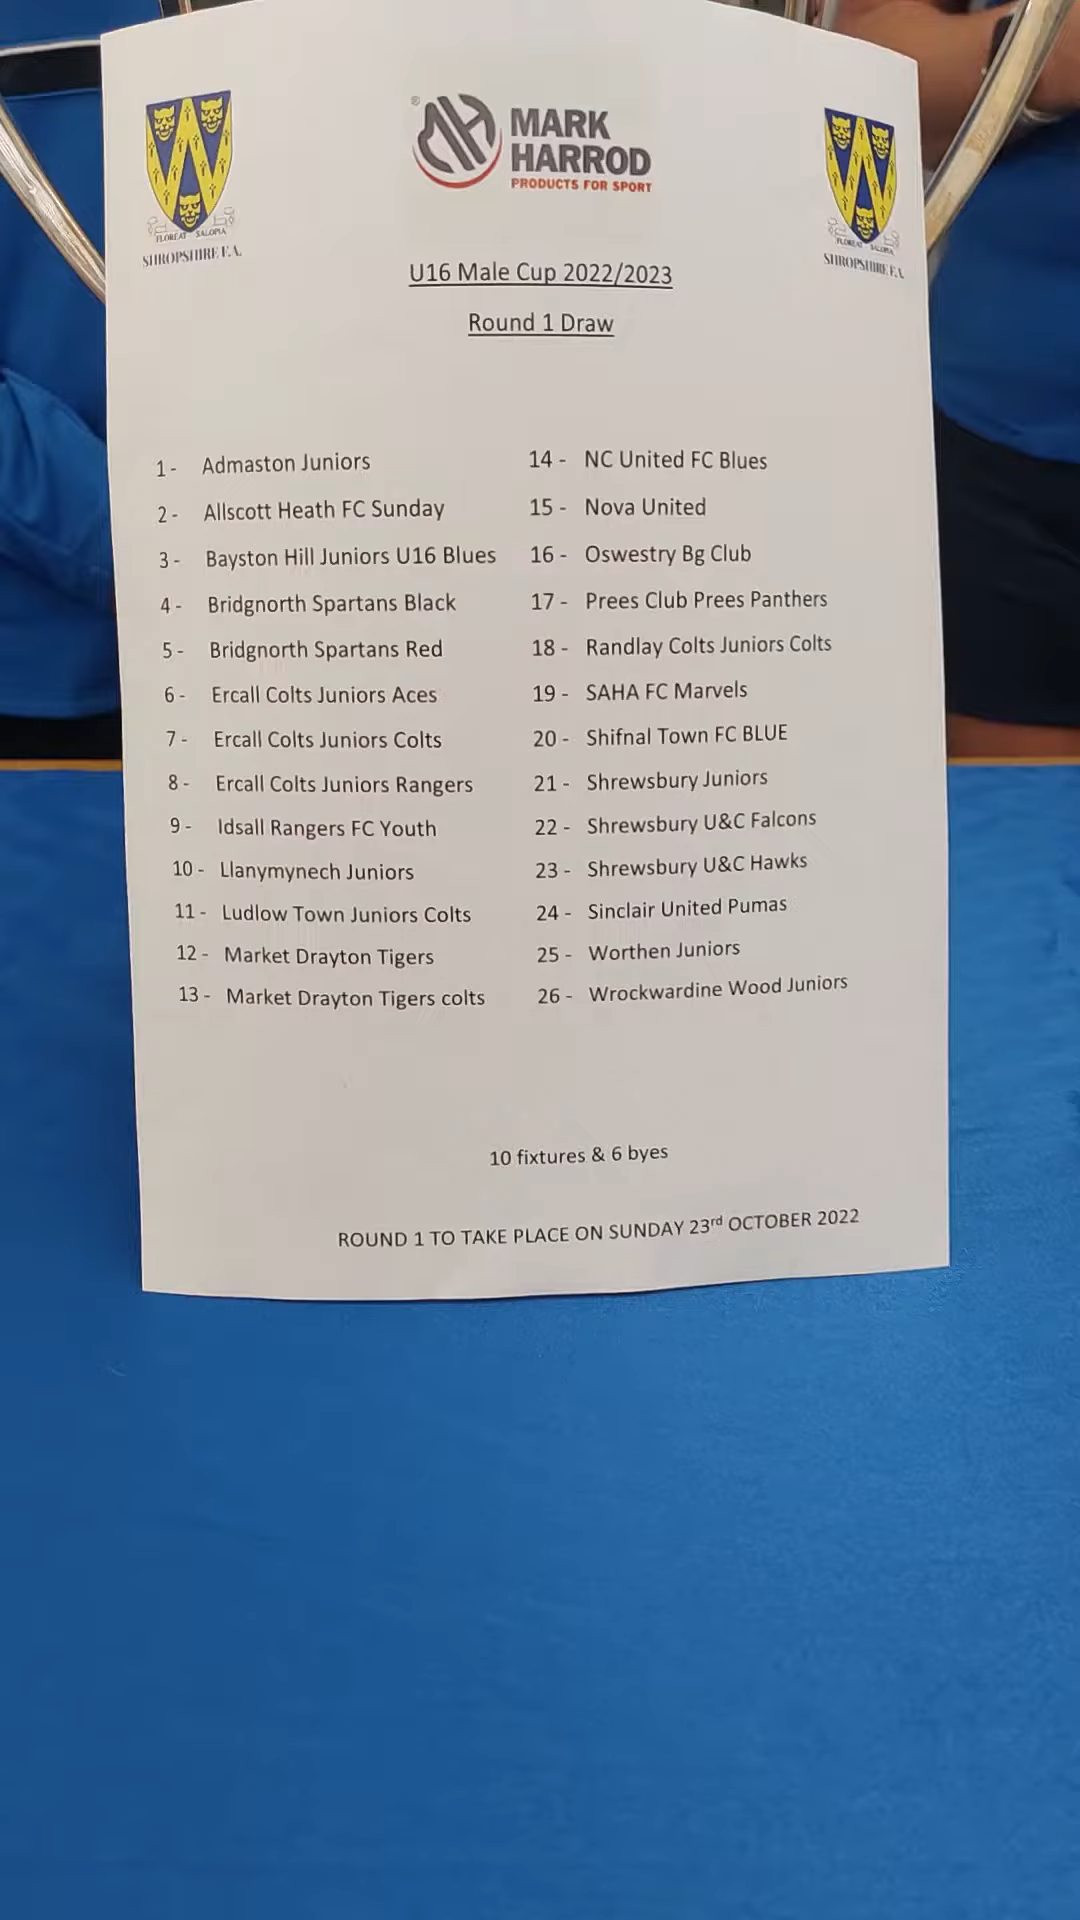 ®
MARK
HARROD
PRODUCTS FOR SPORT
FLOREAT SALOPIA
SHROPSHIRE F.A.
FLOREAT SALOPIA
SHROPSHIRE F.A.
U16 Male Cup 2022/2023
Round 1 Draw
1 - Admaston Juniors
2 - Allscott Heath FC Sunday
3 - Bayston Hill Juniors U16 Blues
4 - Bridgnorth Spartans Black
5 - Bridgnorth Spartans Red
6 - Ercall Colts Juniors Aces
7 - Ercall Colts Juniors Colts
8 - Ercall Colts Juniors Rangers
9 - Idsall Rangers FC Youth
10 - Llanymynech Juniors
11 - Ludlow Town Juniors Colts
12 - Market Drayton Tigers
13 - Market Drayton Tigers colts
14 - NC United FC Blues
15 - Nova United
16 - Oswestry Bg Club
17 - Prees Club Prees Panthers
18 - Randlay Colts Juniors Colts
19 - SAHA FC Marvels
20 - Shifnal Town FC BLUE
21 - Shrewsbury Juniors
22 - Shrewsbury U&C Falcons
23 - Shrewsbury U&C Hawks
24 - Sinclair United Pumas
25 - Worthen Juniors
26 - Wrockwardine Wood Juniors
10 fixtures & 6 byes
ROUND 1 TO TAKE PLACE ON SUNDAY 23rd OCTOBER 2022